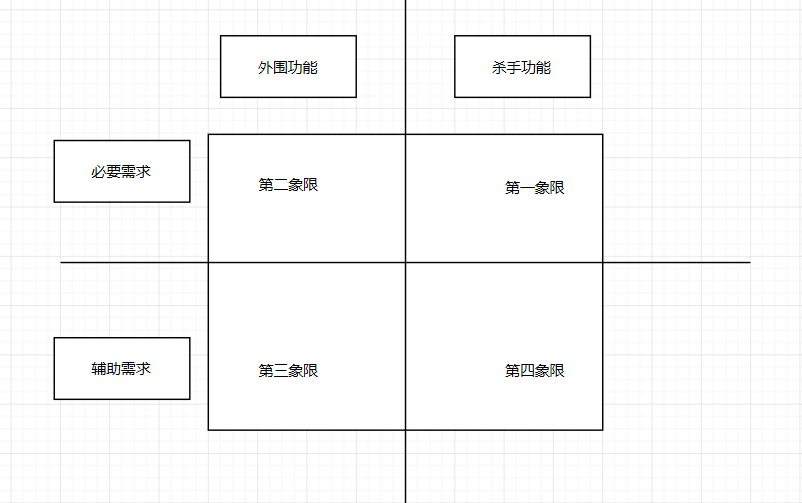 外围功能
杀手功能
必要需求
第二象限
第一象限
辅助需求
第三象限
第四象限